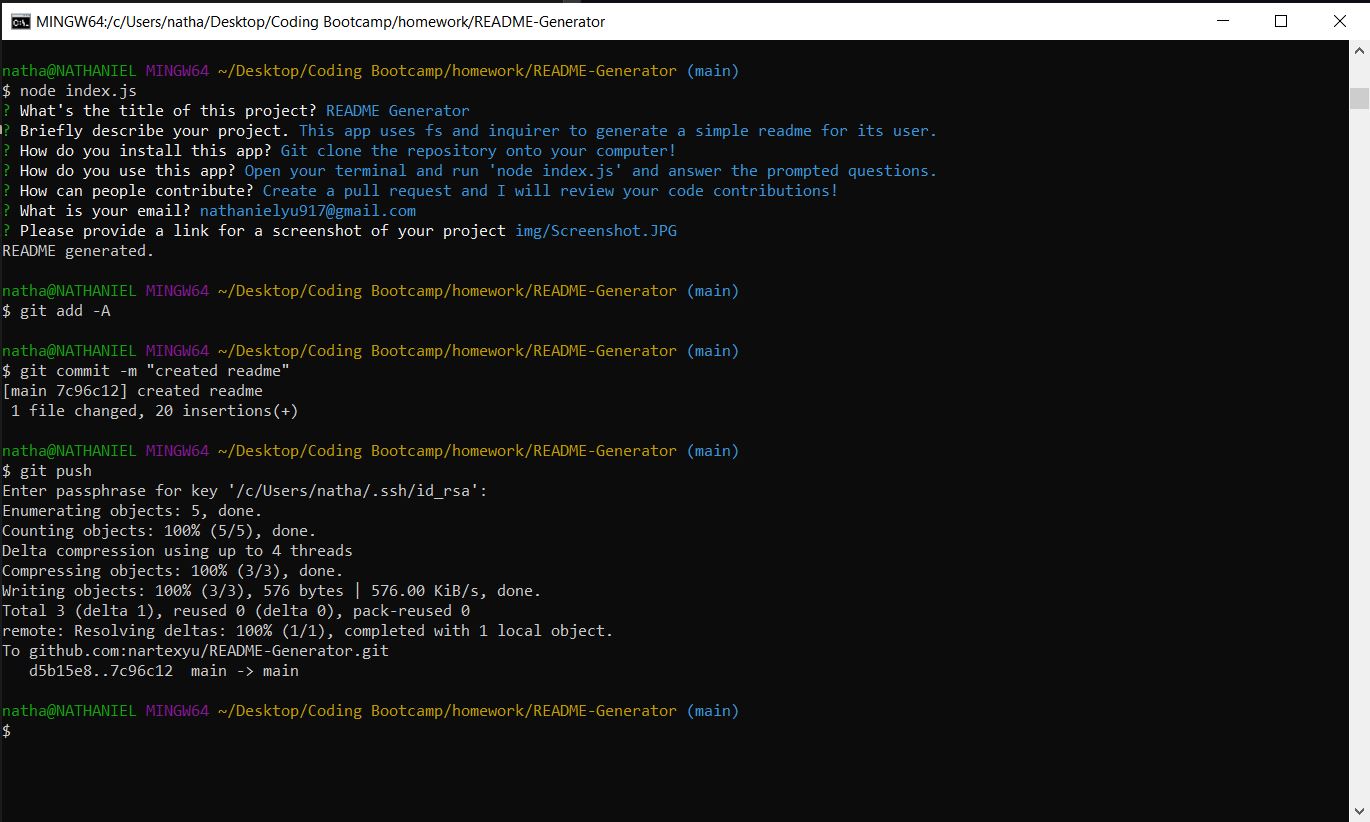 MINGW64:/c/Users/natha/Desktop/Coding Bootcamp/homework/README-Generator
natha@NATHANIEL MINGW64 ~/Desktop/Coding Bootcamp/homework/README-Generator (main)
$ node index.js
? What's the title of this project? README Generator
? Briefly describe your project. This app uses fs and inquirer to generate a simple readme for its user.
? How do you install this app? Git clone the repository onto your computer!
? How do you use this app? Open your terminal and run 'node index.js' and answer the prompted questions.
? How can people contribute? Create a pull request and I will review your code contributions!
? What is your email? nathanielyu917@gmail.com
? Please provide a link for a screenshot of your project img/Screenshot.JPG
README generated.
natha@NATHANIEL MINGW64 ~/Desktop/Coding Bootcamp/homework/README-Generator (main)
$ git add -A
natha@NATHANIEL MINGW64 ~/Desktop/Coding Bootcamp/homework/README-Generator (main)
$ git commit -m "created readme"
[main 7c96c12] created readme
 1 file changed, 20 insertions(+)
natha@NATHANIEL MINGW64 ~/Desktop/Coding Bootcamp/homework/README-Generator (main)
$ git push
Enter passphrase for key '/c/Users/natha/.ssh/id_rsa':
Enumerating objects: 5, done.
Counting objects: 100% (5/5), done.
Delta compression using up to 4 threads
Compressing objects: 100% (3/3), done.
Writing objects: 100% (3/3), 576 bytes | 576.00 KiB/s, done.
Total 3 (delta 1), reused 0 (delta 0), pack-reused 0
remote: Resolving deltas: 100% (1/1), completed with 1 local object.
To github.com:nartexyu/README-Generator.git
   d5b15e8..7c96c12  main -> main
natha@NATHANIEL MINGW64 ~/Desktop/Coding Bootcamp/homework/README-Generator (main)
$